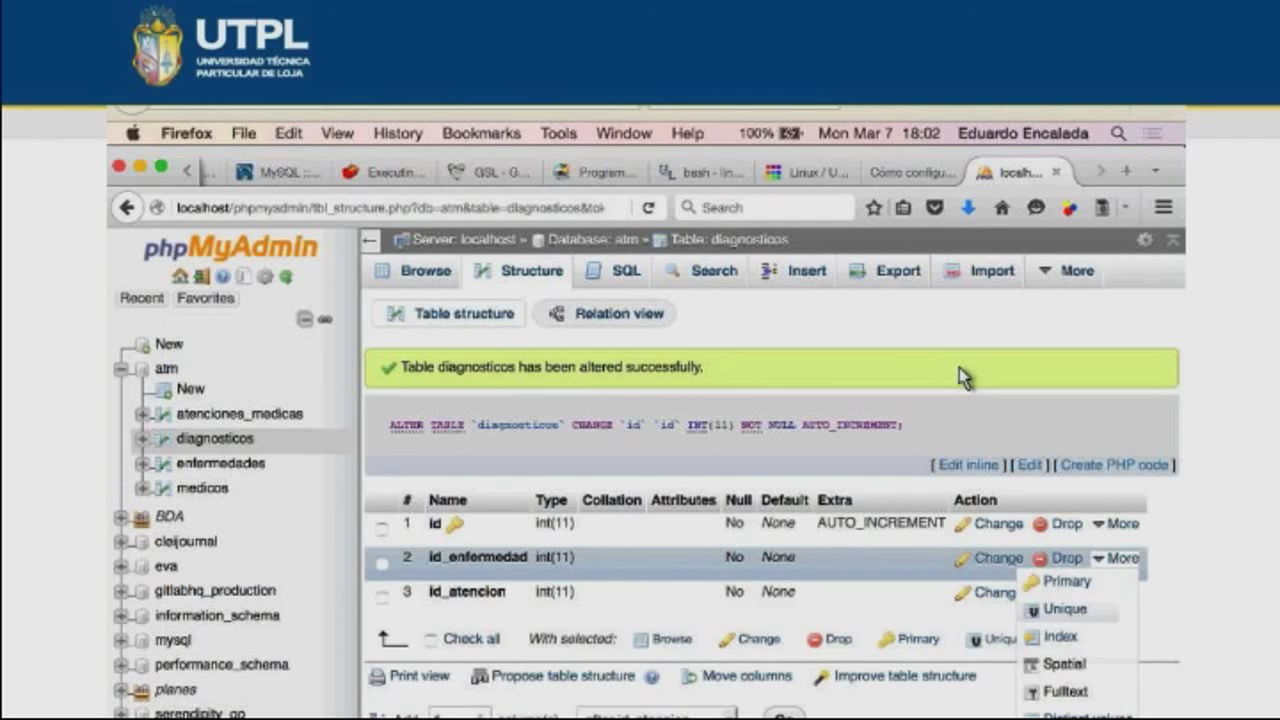 UTPL
UNIVERSIDAD TÉCNICA
PARTICULAR DE LOJA
Firefox File Edit View History Bookmarks Tools Window Help 100% Mon Mar 7 18:02 Eduardo Encalada
MySQL ::... Executin... GSL - G... Program... bash - lin... Linux / U... Cómo configu... localh...
localhost/phpmyadmin/tbl_structure.php?db=atm&table=diagnosticos&tok Search
phpMyAdmin
Server: localhost » Database: atm » Table: diagnosticos
Browse Structure SQL Search Insert Export Import More
Recent Favorites
Table structure Relation view
New
atm
New
atenciones_medicas
diagnosticos
enfermedades
medicos
BDA
cleijournal
eva
gitlabhq_production
information_schema
mysql
performance_schema
planes
Table diagnosticos has been altered successfully.
ALTER TABLE `diagnosticos` CHANGE `id` `id` INT(11) NOT NULL AUTO_INCREMENT;
[ Edit inline ] [ Edit ] [ Create PHP code ]
# Name Type Collation Attributes Null Default Extra Action
1 id int(11) No None AUTO_INCREMENT Change Drop More
2 id_enfermedad int(11) No None Change Drop More
3 id_atencion int(11) No None Chang
Primary
Unique
Index
Spatial
Fulltext
Check all With selected: Browse Change Drop Primary Uniqu
Print view Propose table structure Move columns Improve table structure